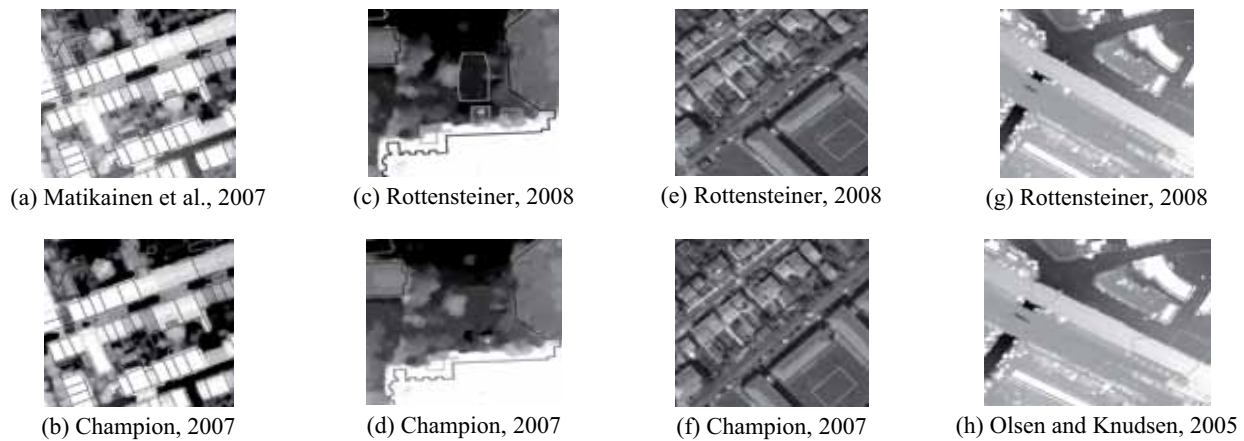 (a) Matikainen et al., 2007
(c) Rottensteiner, 2008
(e) Rottensteiner, 2008
(g) Rottensteiner, 2008
(b) Champion, 2007
(d) Champion, 2007
(f) Champion, 2007
(h) Olsen and Knudsen, 2005